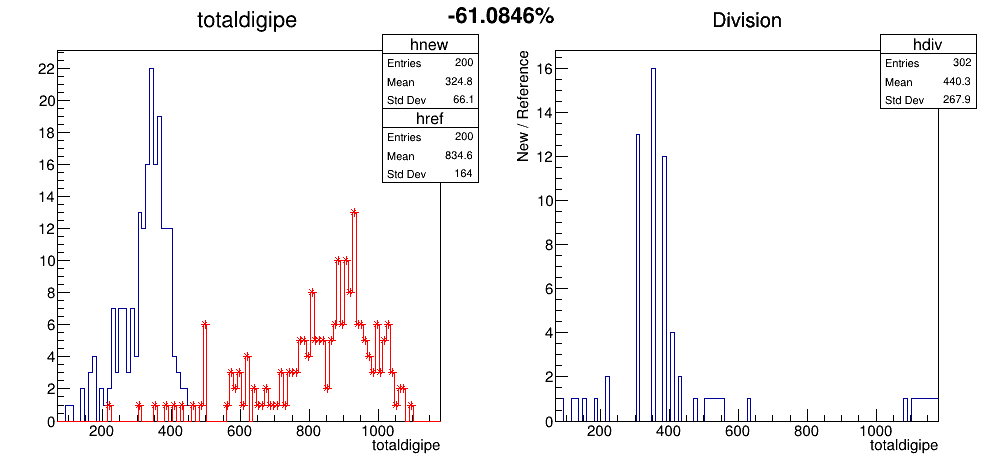 -61.0846%
totaldigipe
hnew
Entries 200
Mean 324.8
Std Dev 66.1
href
Entries 200
Mean 834.6
Std Dev 164
22
20
18
16
14
12
10
8
6
4
2
0
200 400 600 800 1000
totaldigipe
Division
hdiv
Entries 302
Mean 440.3
Std Dev 267.9
New / Reference
16
14
12
10
8
6
4
2
0
200 400 600 800 1000
totaldigipe